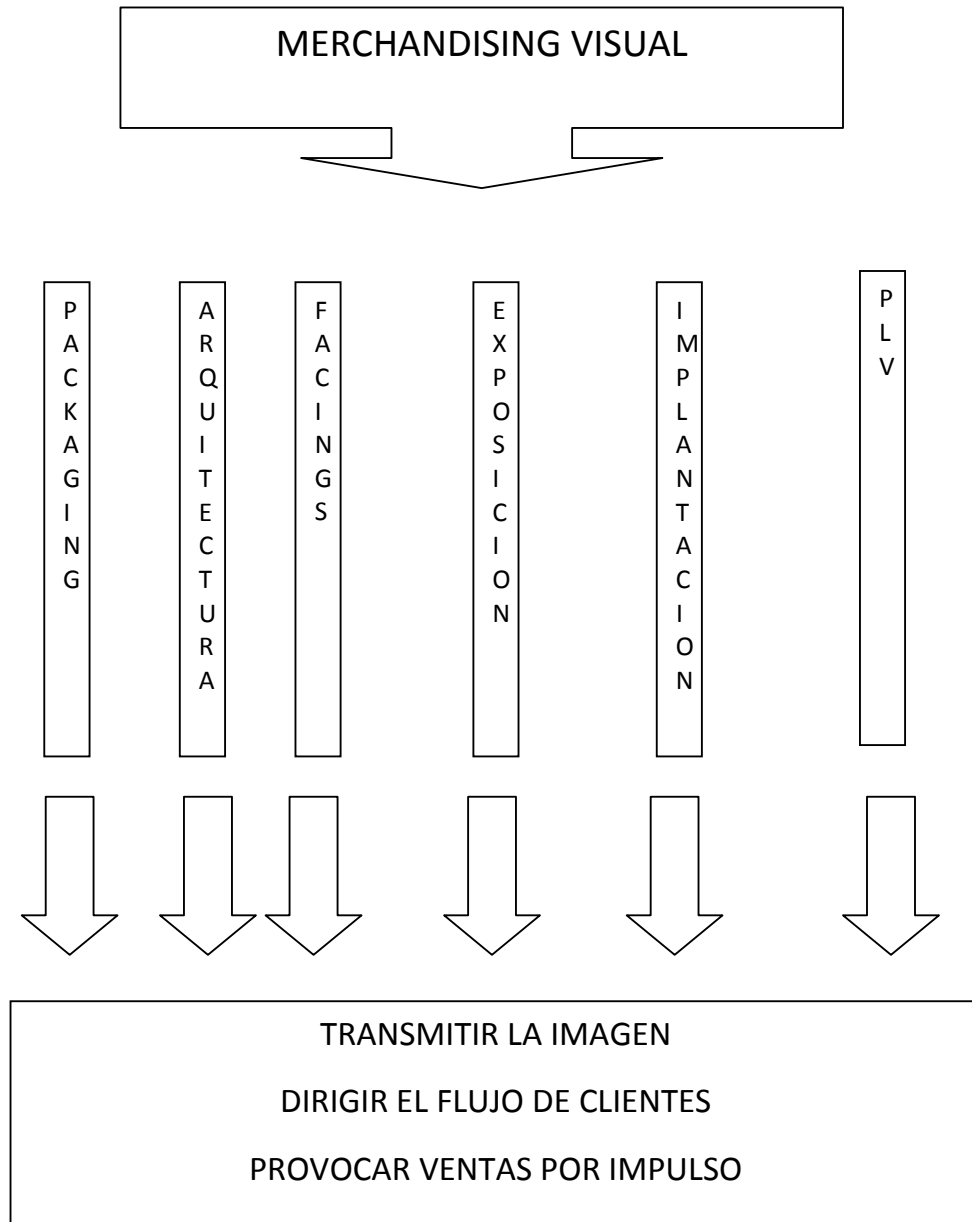 MERCHANDISING VISUAL
PACKAGING
ARQUITECTURA
FACINGS
EXPOSICION
IMPLANTACION
PLV
TRANSMITIR LA IMAGEN
DIRIGIR EL FLUJO DE CLIENTES
PROVOCAR VENTAS POR IMPULSO